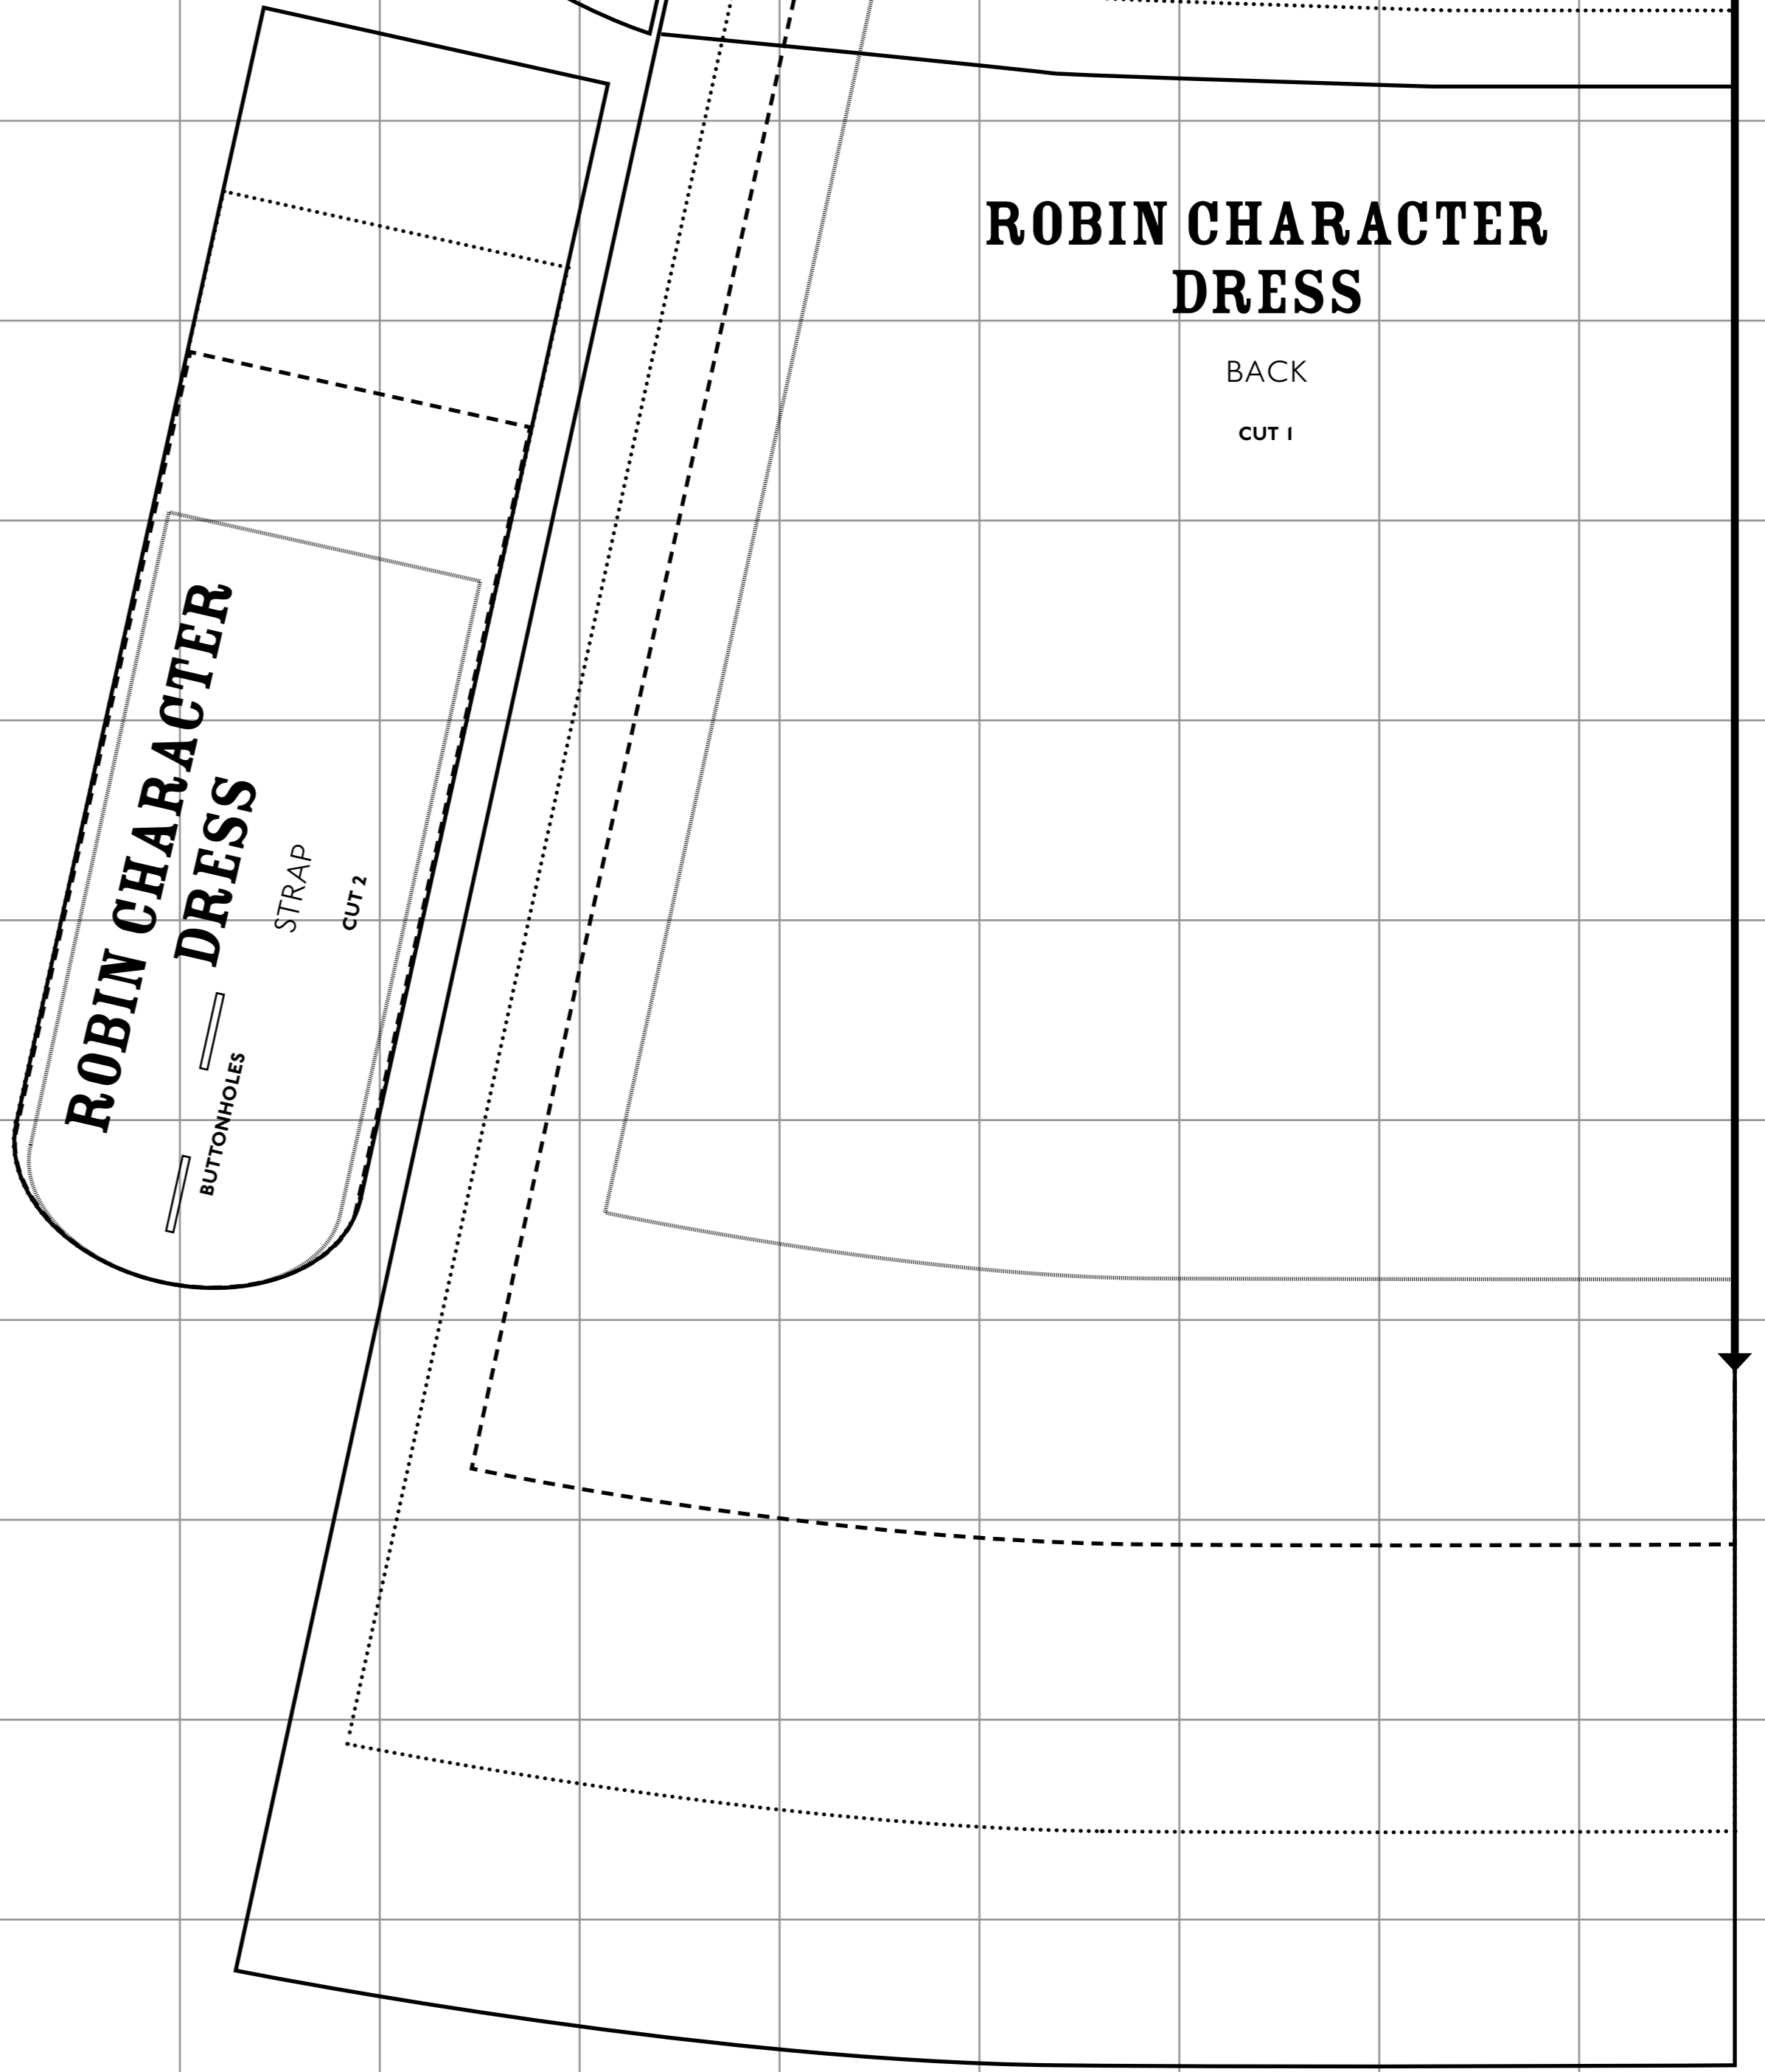 ROBIN CHARACTER
DRESS
BACK
CUT 1
ROBIN CHARACTER
DRESS
STRAP
CUT 2
BUTTONHOLES